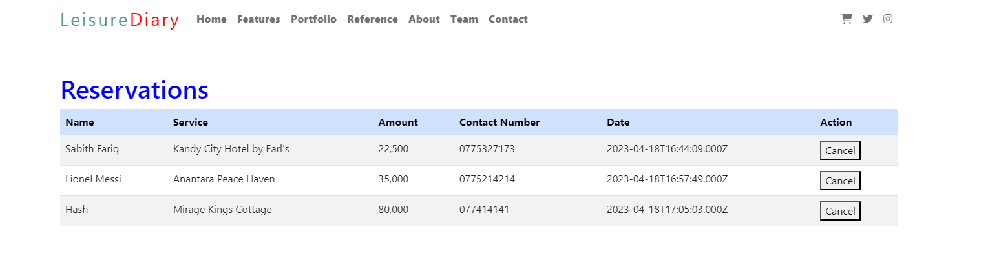 LeisureDiary Home Features Portfolio Reference About Team Contact
Reservations
Name Service Amount Contact Number Date Action
Sabith Fariq Kandy City Hotel by Earl's 22,500 0775327173 2023-04-18T16:44:09.000Z Cancel
Lionel Messi Anantara Peace Haven 35,000 0775214214 2023-04-18T16:57:49.000Z Cancel
Hash Mirage Kings Cottage 80,000 077414141 2023-04-18T17:05:03.000Z Cancel